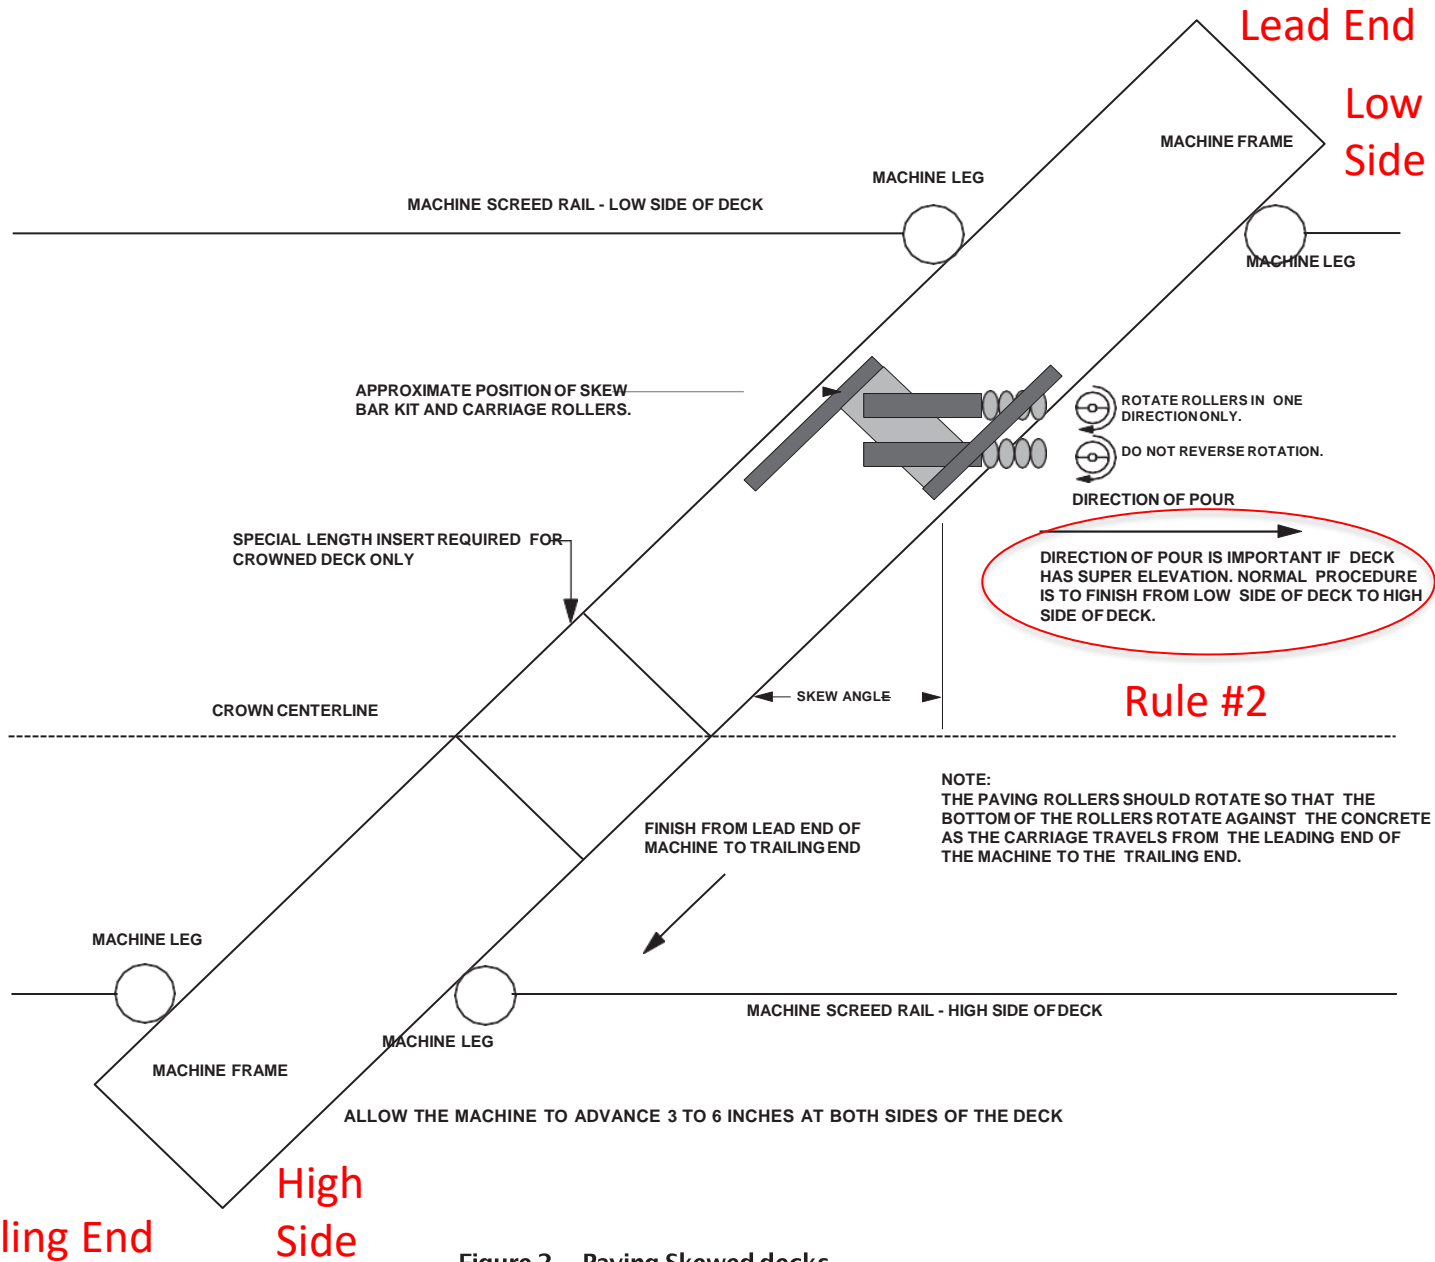 Lead End
Low
Side
MACHINE FRAME
MACHINE LEG
MACHINE SCREED RAIL - LOW SIDE OF DECK
MACHINE LEG
APPROXIMATE POSITION OF SKEW
BAR KIT AND CARRIAGE ROLLERS.
ROTATE ROLLERS IN ONE
DIRECTION ONLY.
DO NOT REVERSE ROTATION.
DIRECTION OF POUR
SPECIAL LENGTH INSERT REQUIRED FOR
CROWNED DECK ONLY
DIRECTION OF POUR IS IMPORTANT IF DECK
HAS SUPER ELEVATION. NORMAL PROCEDURE
IS TO FINISH FROM LOW SIDE OF DECK TO HIGH
SIDE OF DECK.
SKEW ANGLE
Rule #2
CROWN CENTERLINE
NOTE:
THE PAVING ROLLERS SHOULD ROTATE SO THAT THE
BOTTOM OF THE ROLLERS ROTATE AGAINST THE CONCRETE
AS THE CARRIAGE TRAVELS FROM THE LEADING END OF
THE MACHINE TO THE TRAILING END.
FINISH FROM LEAD END OF
MACHINE TO TRAILING END
MACHINE LEG
MACHINE SCREED RAIL - HIGH SIDE OF DECK
MACHINE LEG
MACHINE FRAME
ALLOW THE MACHINE TO ADVANCE 3 TO 6 INCHES AT BOTH SIDES OF THE DECK
High
Side
ling End
Figure 2 Paving Skewed decks